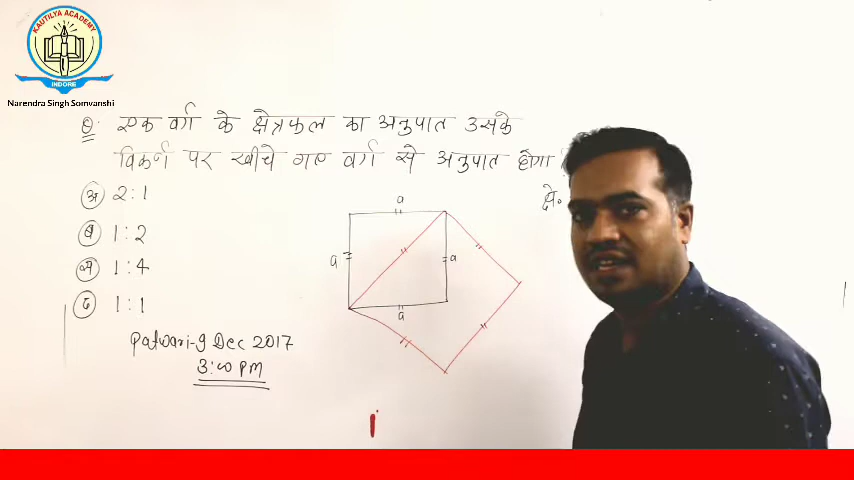 KAUTILYA ACADEMY
INDORE
Narendra Singh Somvanshi
Q. एक वर्ग के क्षेत्रफल का अनुपात उसके
विकर्ण पर खीचे गए वर्ग से अनुपात होगा
क्षे.
अ 2:1
ब 1:2
स 1:4
द 1:1
a
a
a
a
Patwari-9 Dec 2017
3:00 PM